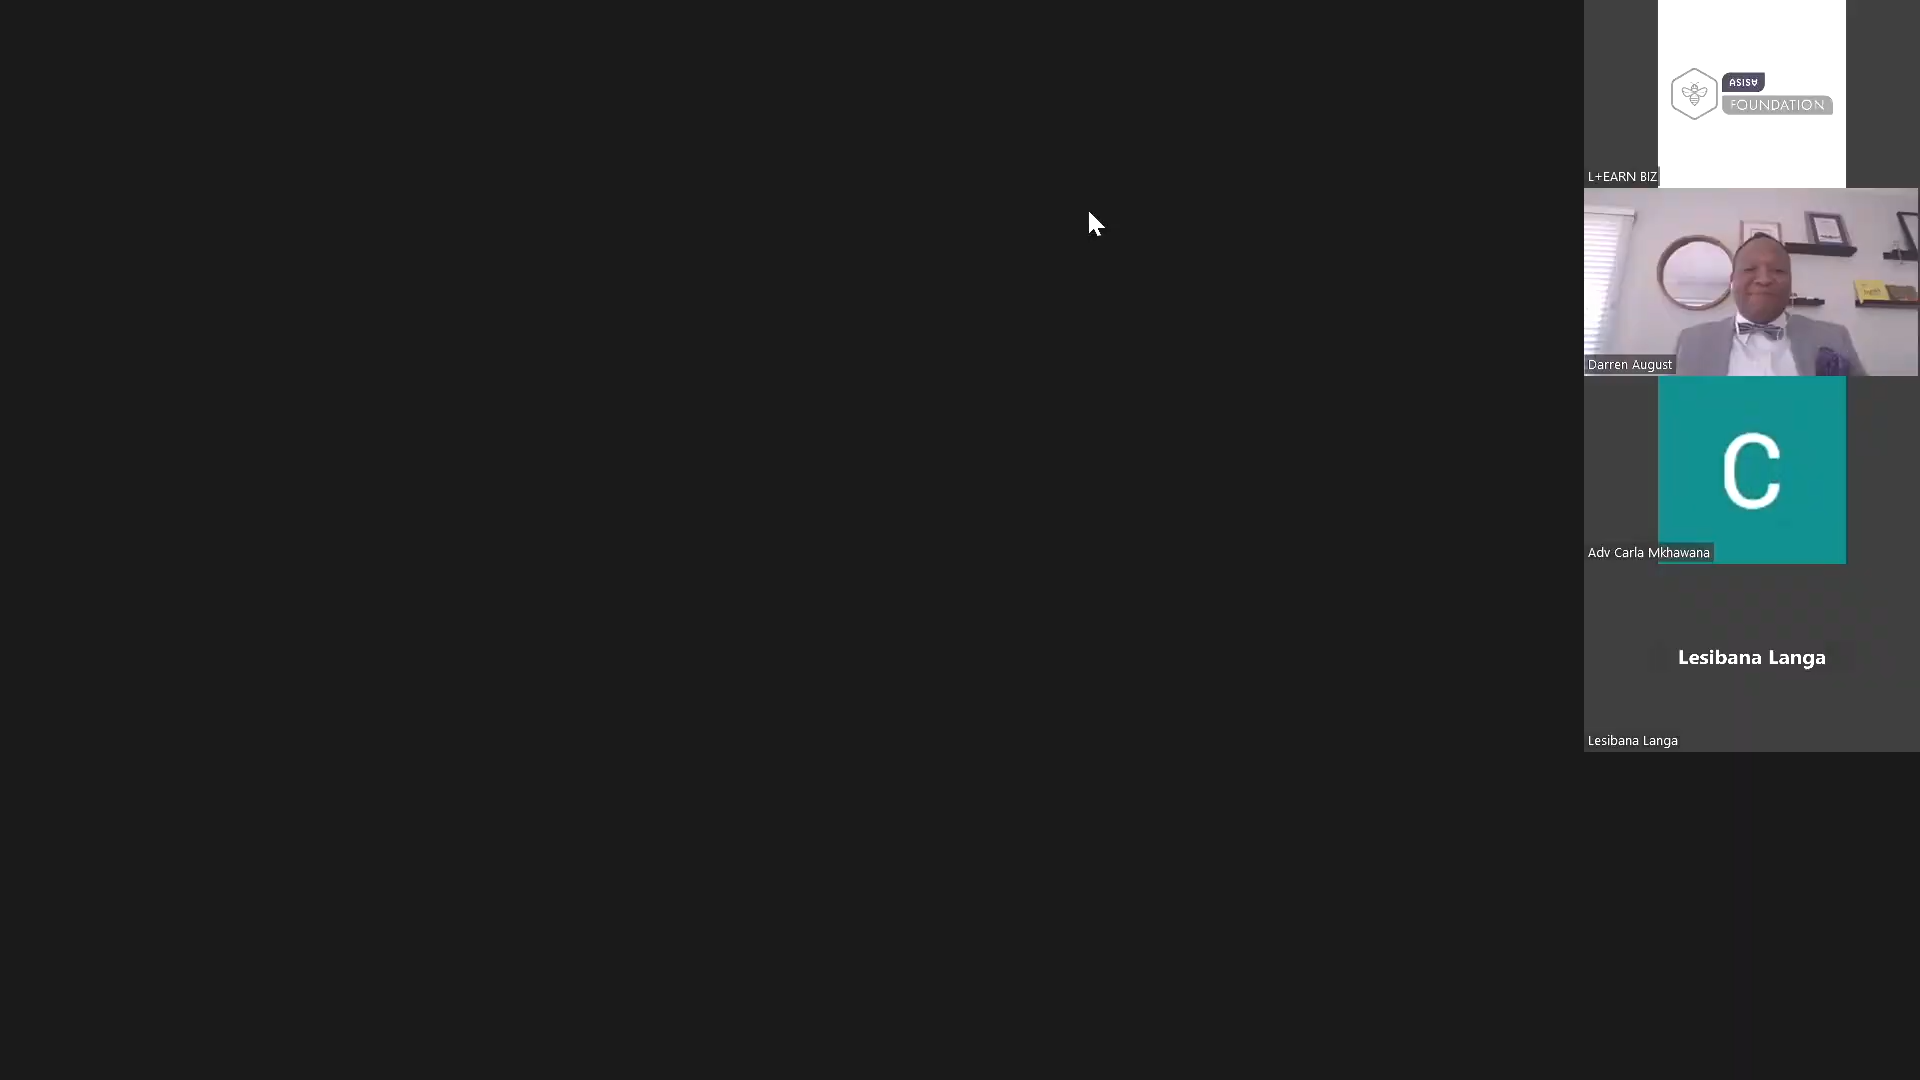 ASISA
FOUNDATION
L+EARN BIZ
Darren August
C
Adv Carla Mkhawana
Lesibana Langa
Lesibana Langa